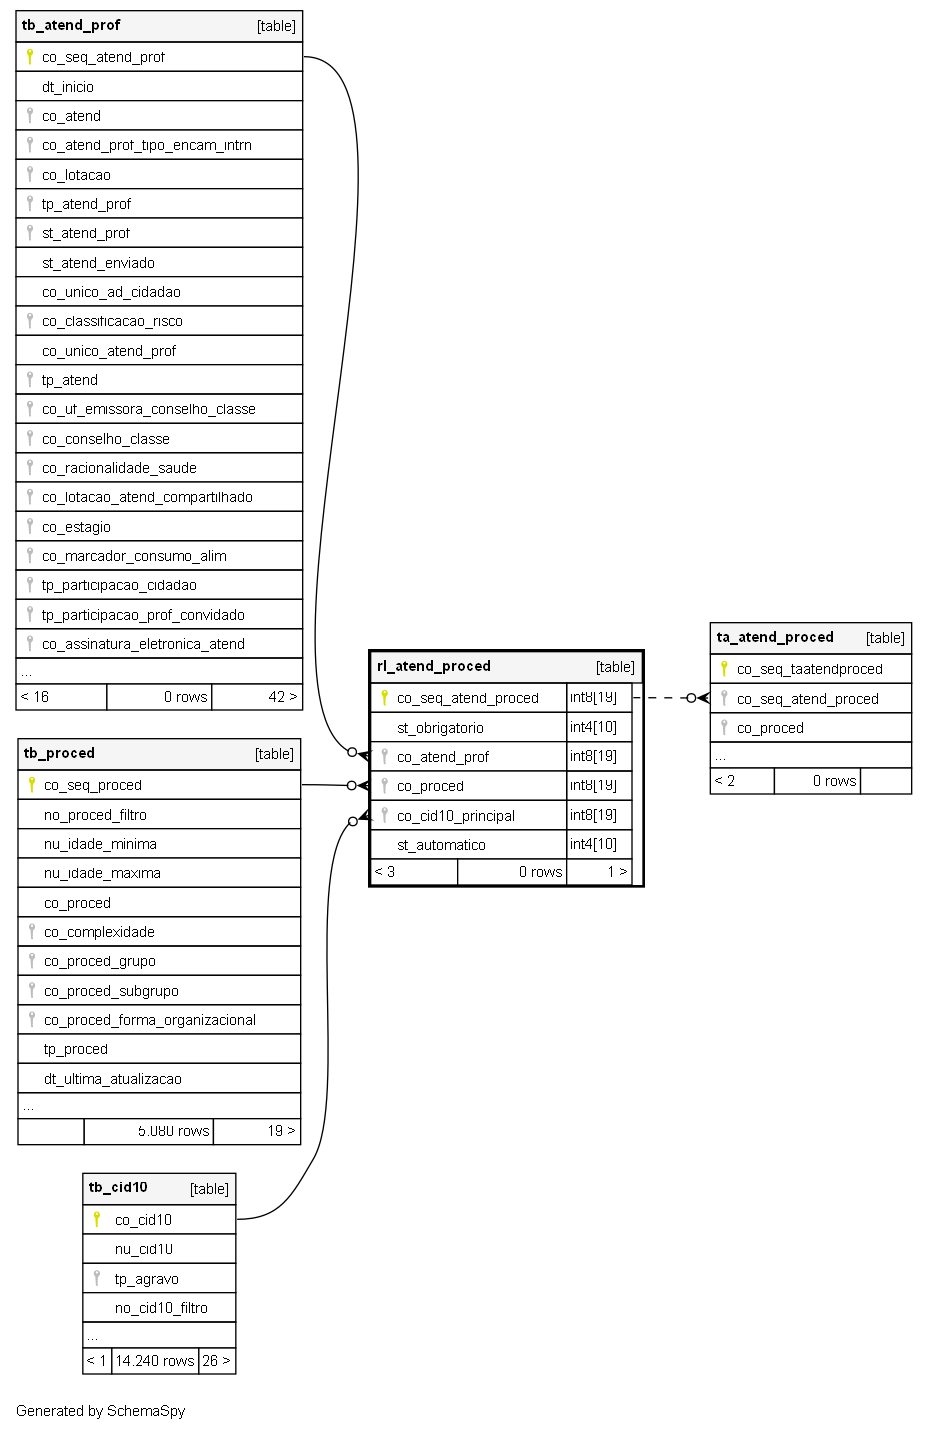 tb_atend_prof [table]
co_seq_atend_prof
dt_inicio
co_atend
co_atend_prof_tipo_encam_intrn
co_lotacao
tp_atend_prof
st_atend_prof
st_atend_enviado
co_unico_ad_cidadao
co_classificacao_risco
co_unico_atend_prof
tp_atend
co_uf_emissora_conselho_classe
co_conselho_classe
co_racionalidade_saude
co_lotacao_atend_compartilhado
co_estagio
co_marcador_consumo_alim
tp_participacao_cidadao
tp_participacao_prof_convidado
co_assinatura_eletronica_atend
...
< 16 0 rows 42 >
tb_proced [table]
co_seq_proced
no_proced_filtro
nu_idade_minima
nu_idade_maxima
co_proced
co_complexidade
co_proced_grupo
co_proced_subgrupo
co_proced_forma_organizacional
tp_proced
dt_ultima_atualizacao
...
5.080 rows 19 >
tb_cid10 [table]
co_cid10
nu_cid10
tp_agravo
no_cid10_filtro
...
< 1 14.240 rows 26 >
rl_atend_proced [table]
co_seq_atend_proced int8[19]
st_obrigatorio int4[10]
co_atend_prof int8[19]
co_proced int8[19]
co_cid10_principal int8[19]
st_automatico int4[10]
< 3 0 rows 1 >
ta_atend_proced [table]
co_seq_taatendproced
co_seq_atend_proced
co_proced
...
< 2 0 rows
Generated by SchemaSpy